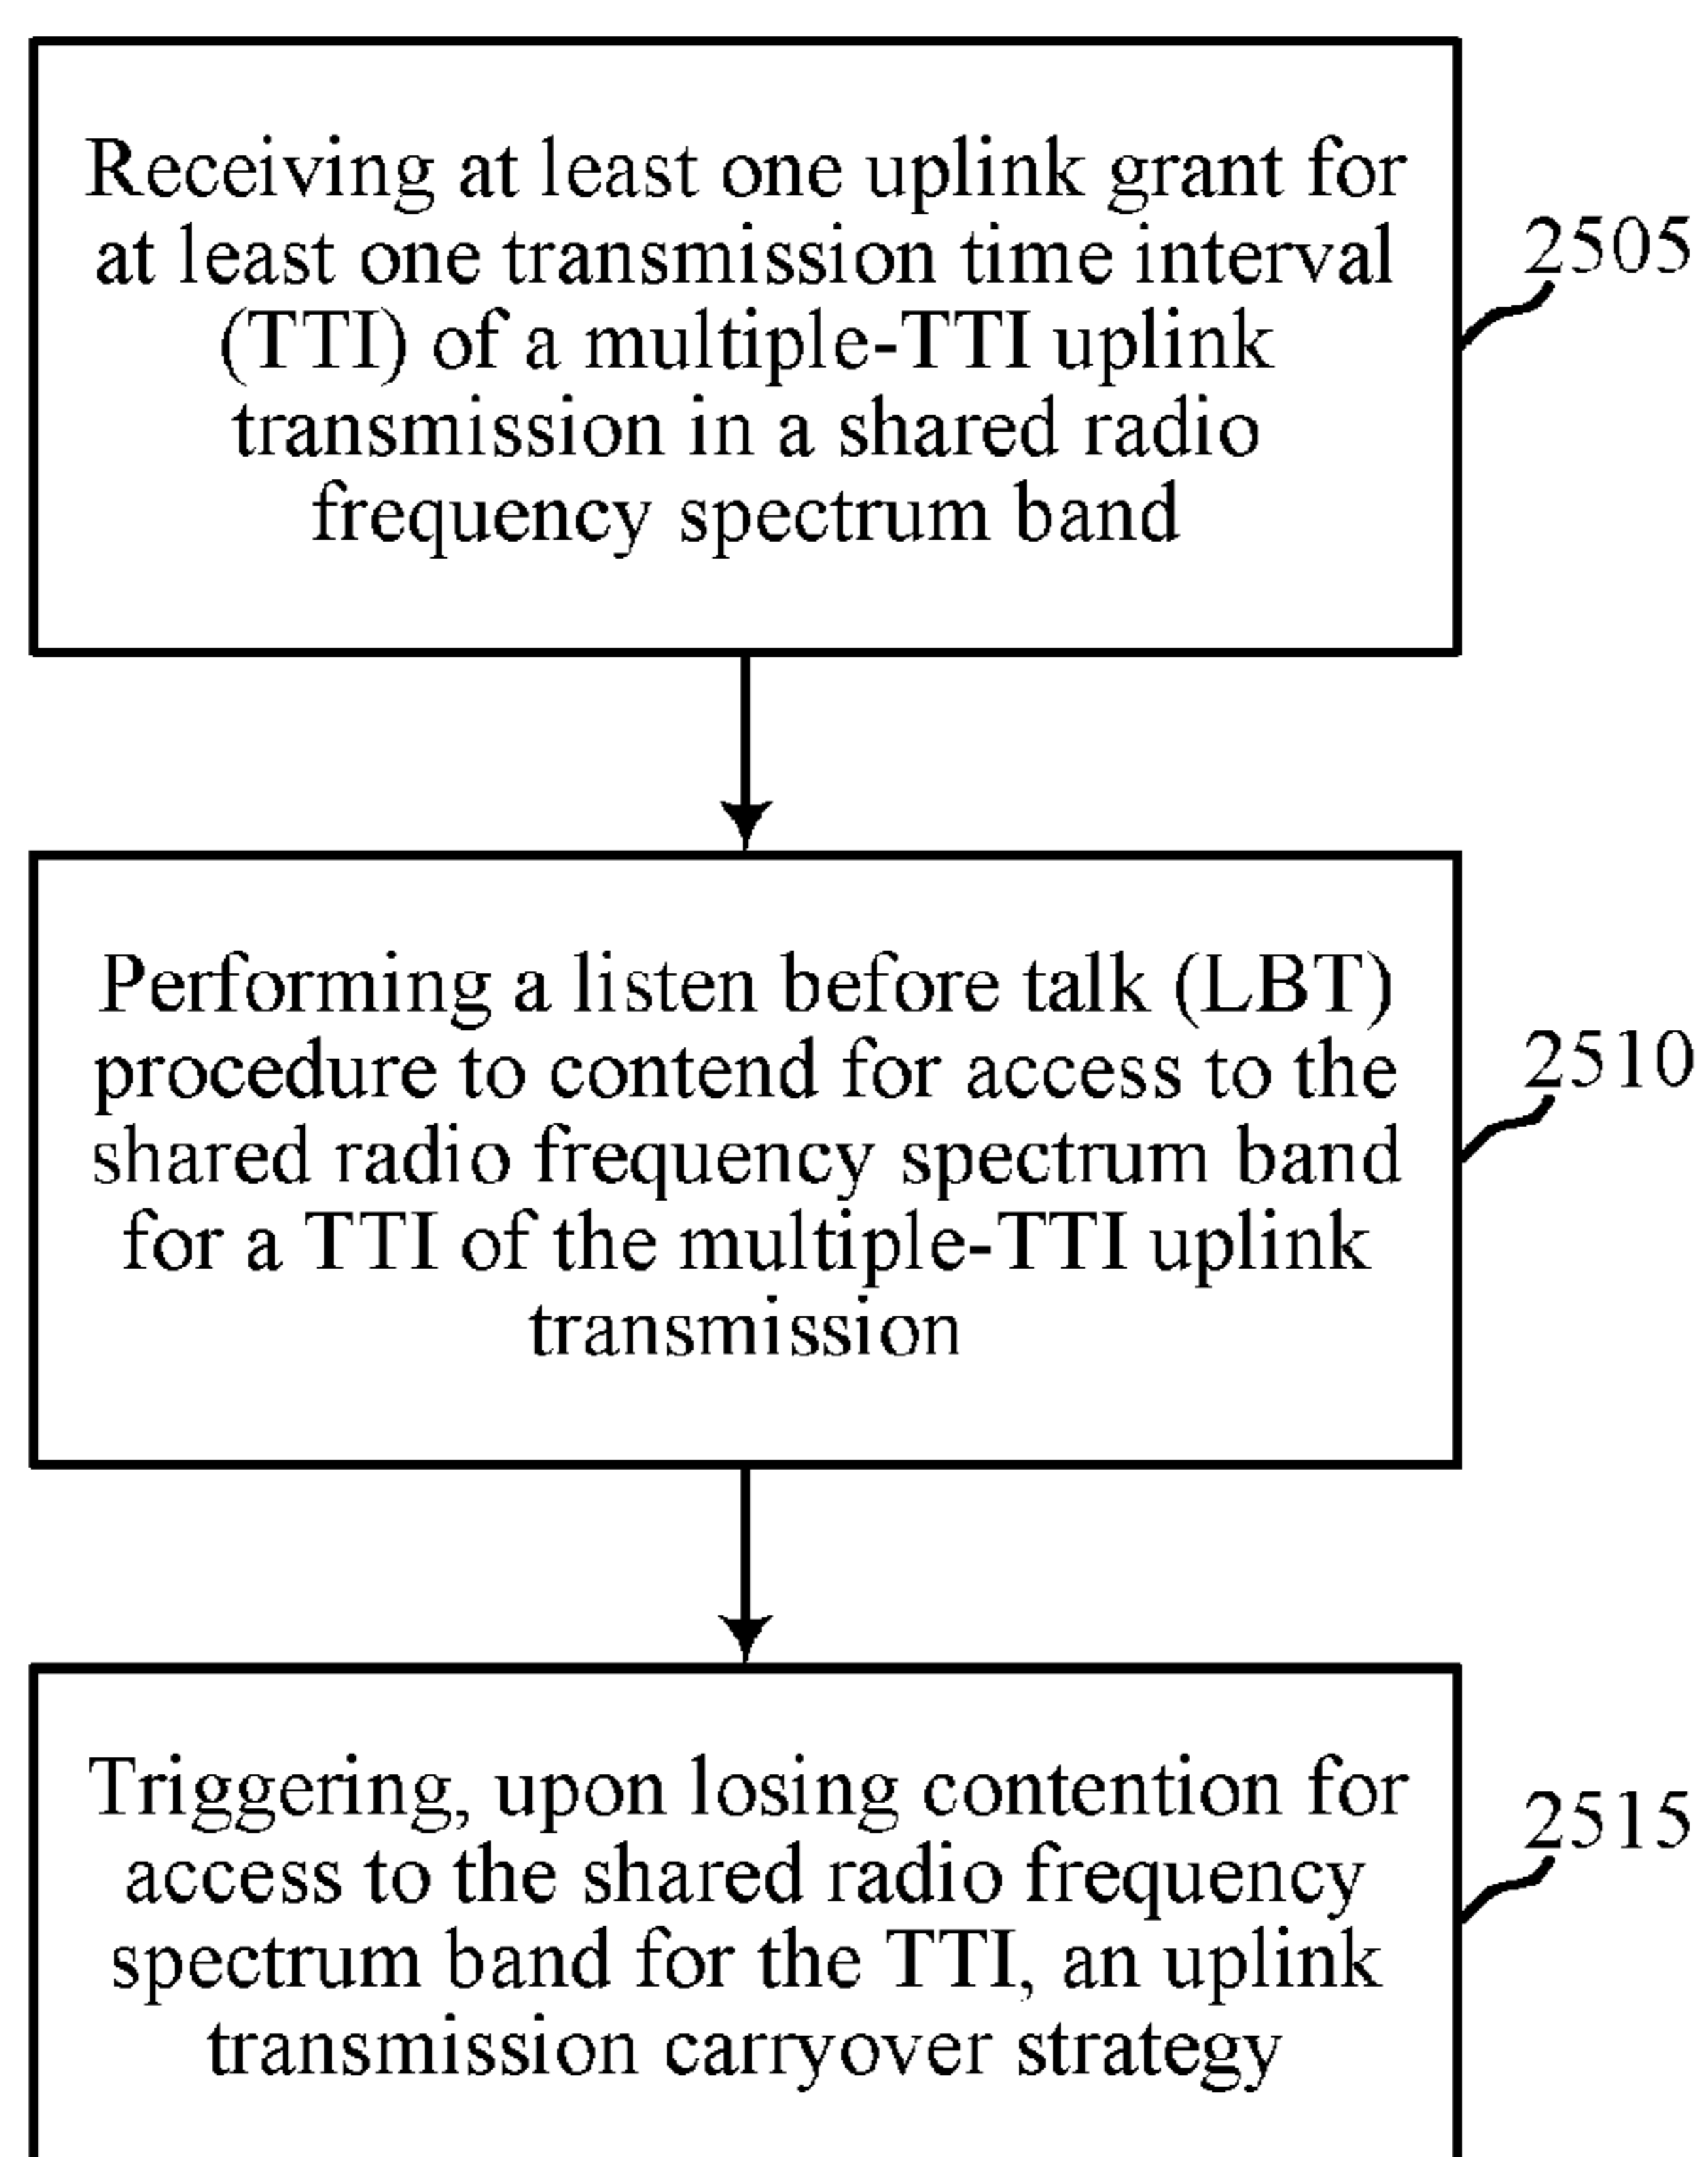 Receiving at least one uplink grant for
at least one transmission time interval
(TTI) of a multiple-TTI uplink
transmission in a shared radio
frequency spectrum band
2505
Performing a listen before talk (LBT)
procedure to contend for access to the
shared radio frequency spectrum band
for a TTI of the multiple-TTI uplink
transmission
2510
Triggering, upon losing contention for
access to the shared radio frequency
spectrum band for the TTI, an uplink
transmission carryover strategy
2515